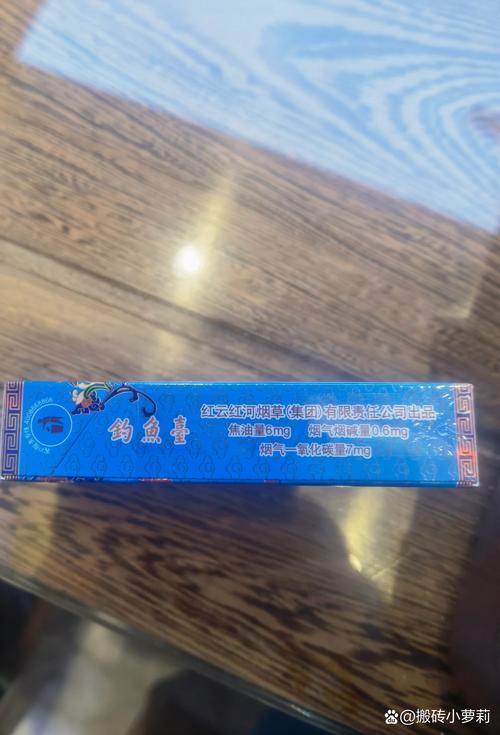 钓魚臺
红云红河烟草(集团)有限责任公司出品
焦油量6mg 烟气烟碱量0.6mg
烟气一氧化碳量7mg
@搬砖小萝莉